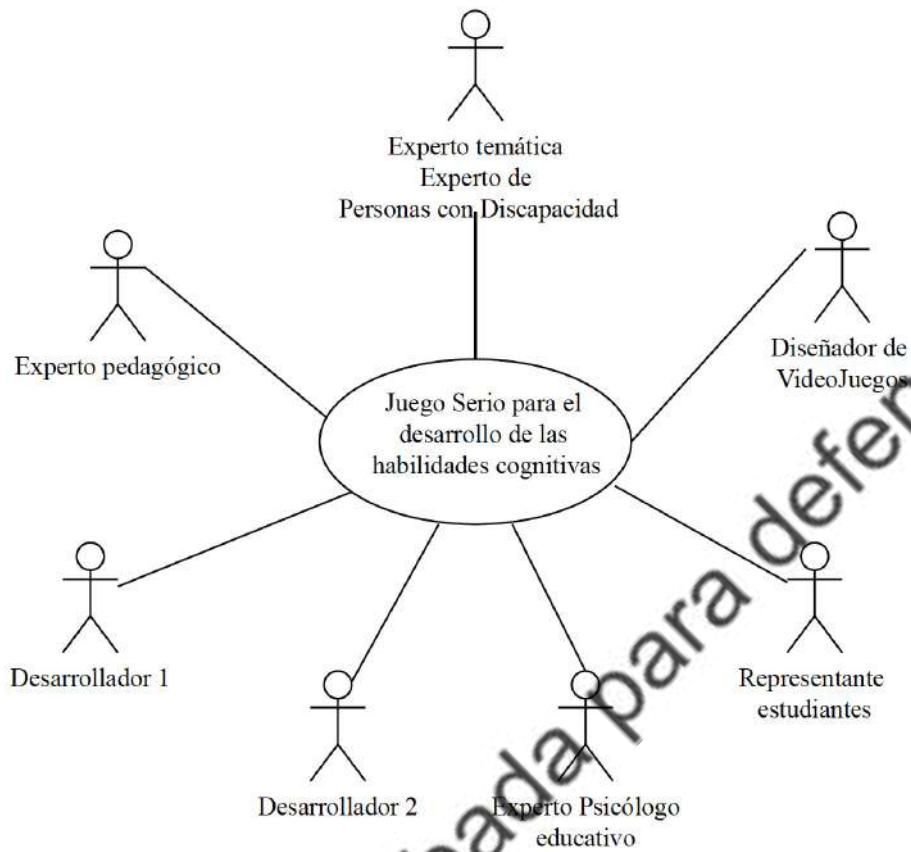 Experto temática
Experto de
Personas con Discapacidad
Experto pedagógico
Diseñador de
VideoJuegos
Juego Serio para el
desarrollo de las
habilidades cognitivas
Desarrollador 1
Representante
estudiantes
Desarrollador 2
Experto Psicólogo
educativo
para